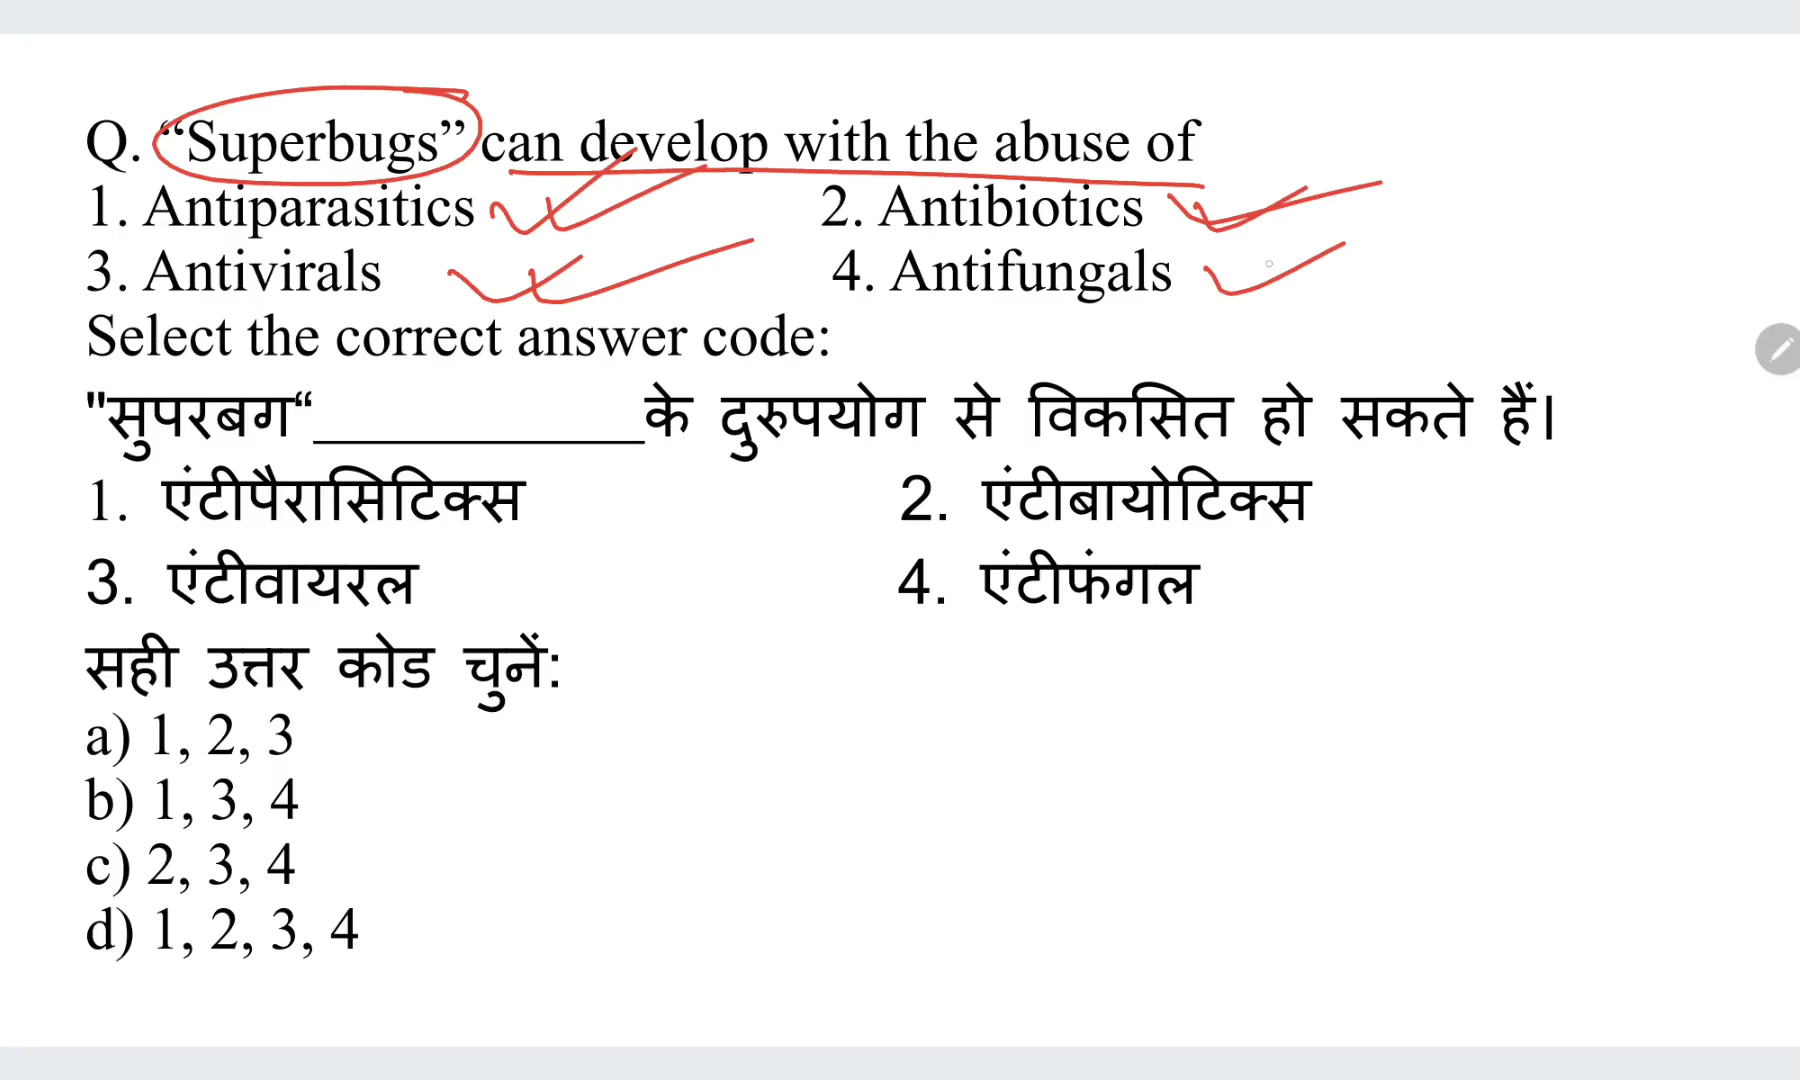 Q. “Superbugs” can develop with the abuse of
1. Antiparasitics 2. Antibiotics
3. Antivirals 4. Antifungals
Select the correct answer code:
"सुपरबग“____________के दुरुपयोग से विकसित हो सकते हैं।
1. एंटीपैरासिटिक्स 2. एंटीबायोटिक्स
3. एंटीवायरल 4. एंटीफंगल
सही उत्तर कोड चुनें:
a) 1, 2, 3
b) 1, 3, 4
c) 2, 3, 4
d) 1, 2, 3, 4